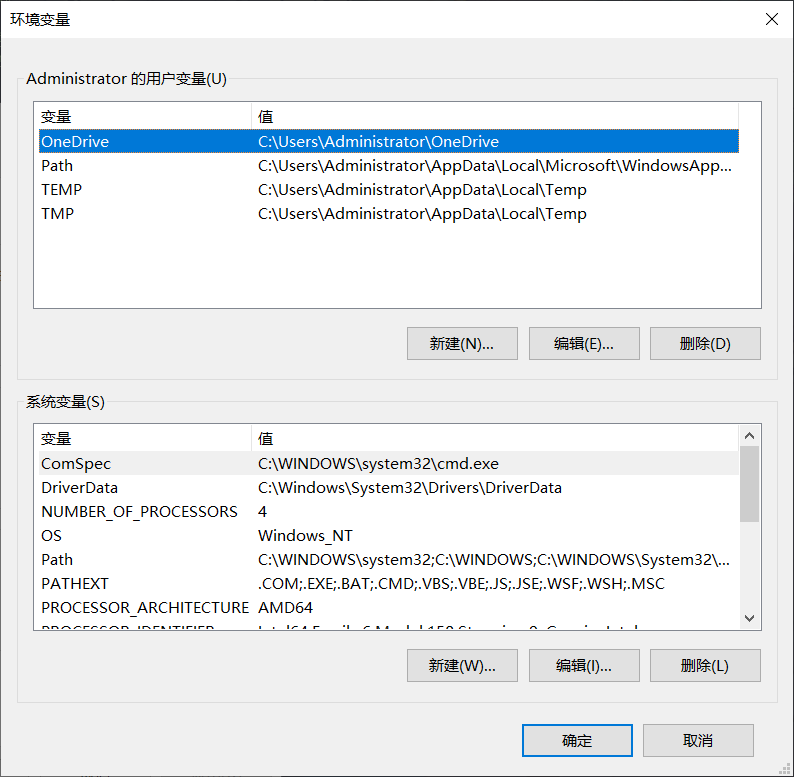 环境变量
Administrator 的用户变量(U)
变量 值
OneDrive C:\Users\Administrator\OneDrive
Path C:\Users\Administrator\AppData\Local\Microsoft\WindowsApp...
TEMP C:\Users\Administrator\AppData\Local\Temp
TMP C:\Users\Administrator\AppData\Local\Temp
新建(N)... 编辑(E)... 删除(D)
系统变量(S)
变量 值
ComSpec C:\WINDOWS\system32\cmd.exe
DriverData C:\Windows\System32\Drivers\DriverData
NUMBER_OF_PROCESSORS 4
OS Windows_NT
Path C:\WINDOWS\system32;C:\WINDOWS;C:\WINDOWS\System32\...
PATHEXT .COM;.EXE;.BAT;.CMD;.VBS;.VBE;.JS;.JSE;.WSF;.WSH;.MSC
PROCESSOR_ARCHITECTURE AMD64
新建(W)... 编辑(I)... 删除(L)
确定 取消